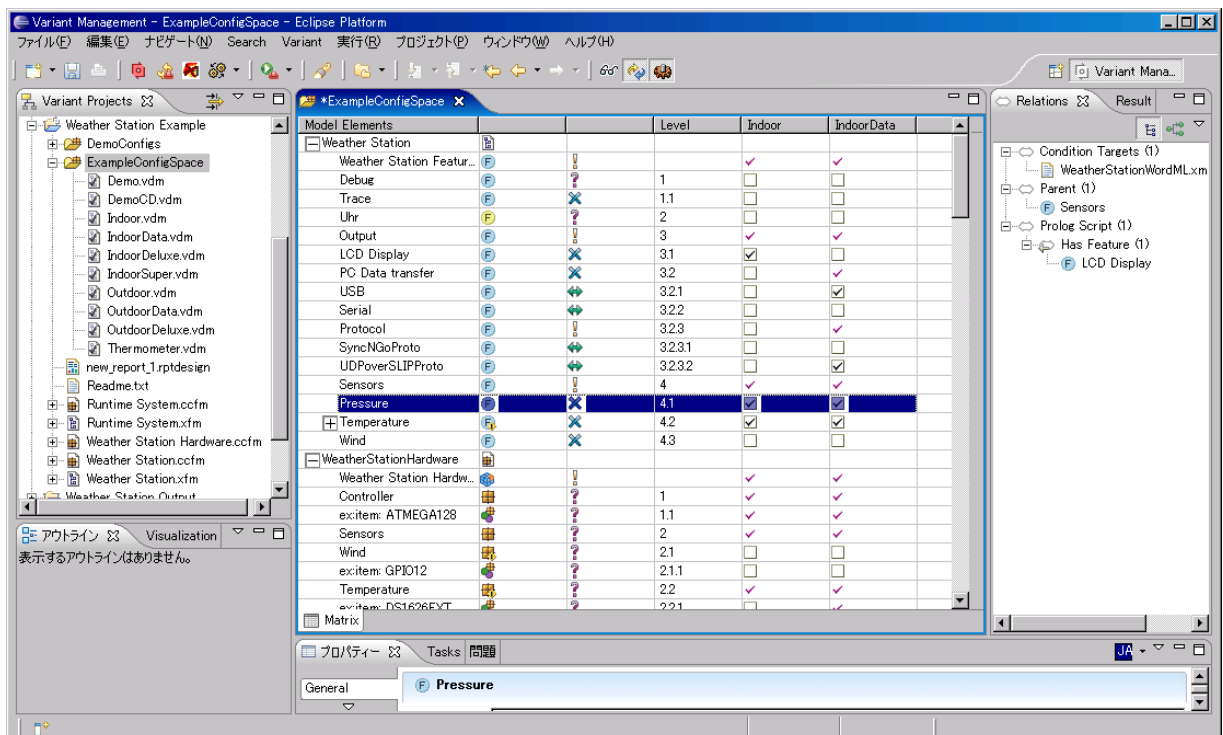 Variant Management - ExampleConfigSpace - Eclipse Platform
ファイル(F) 編集(E) ナビゲート(N) Search Variant 実行(R) プロジェクト(P) ウィンドウ(W) ヘルプ(H)
Variant Mana...
Variant Projects
Weather Station Example
DemoConfigs
ExampleConfigSpace
Demo.vdm
DemoCD.vdm
Indoor.vdm
IndoorData.vdm
IndoorDeluxe.vdm
IndoorSuper.vdm
Outdoor.vdm
OutdoorData.vdm
OutdoorDeluxe.vdm
Thermometer.vdm
new_report_1.rptdesign
Readme.txt
Runtime System.ccfm
Runtime System.xfm
Weather Station Hardware.ccfm
Weather Station.ccfm
Weather Station.xfm
Weather Station Output
アウトライン Visualization
表示するアウトラインはありません。
*ExampleConfigSpace
Model Elements Level Indoor IndoorData
Weather Station
Weather Station Featur... F
Debug F 1
Trace F 1.1
Uhr F 2
Output F 3
LCD Display F 3.1
PC Data transfer F 3.2
USB F 3.2.1
Serial F 3.2.2
Protocol F 3.2.3
SyncNGoProto F 3.2.3.1
UDPoverSLIPProto F 3.2.3.2
Sensors F 4
Pressure F 4.1
Temperature F 4.2
Wind F 4.3
WeatherStationHardware
Weather Station Hardw...
Controller 1
ex:item: ATMEGA128 1.1
Sensors 2
Wind 2.1
ex:item: GPIO12 2.1.1
Temperature 2.2
ex:item: DS1626EXT 2.2.1
Matrix
Relations Result
Condition Targets (1)
WeatherStationWordML.xm
Parent (1)
F Sensors
Prolog Script (1)
Has Feature (1)
F LCD Display
プロパティー Tasks 問題
JA
General
F Pressure